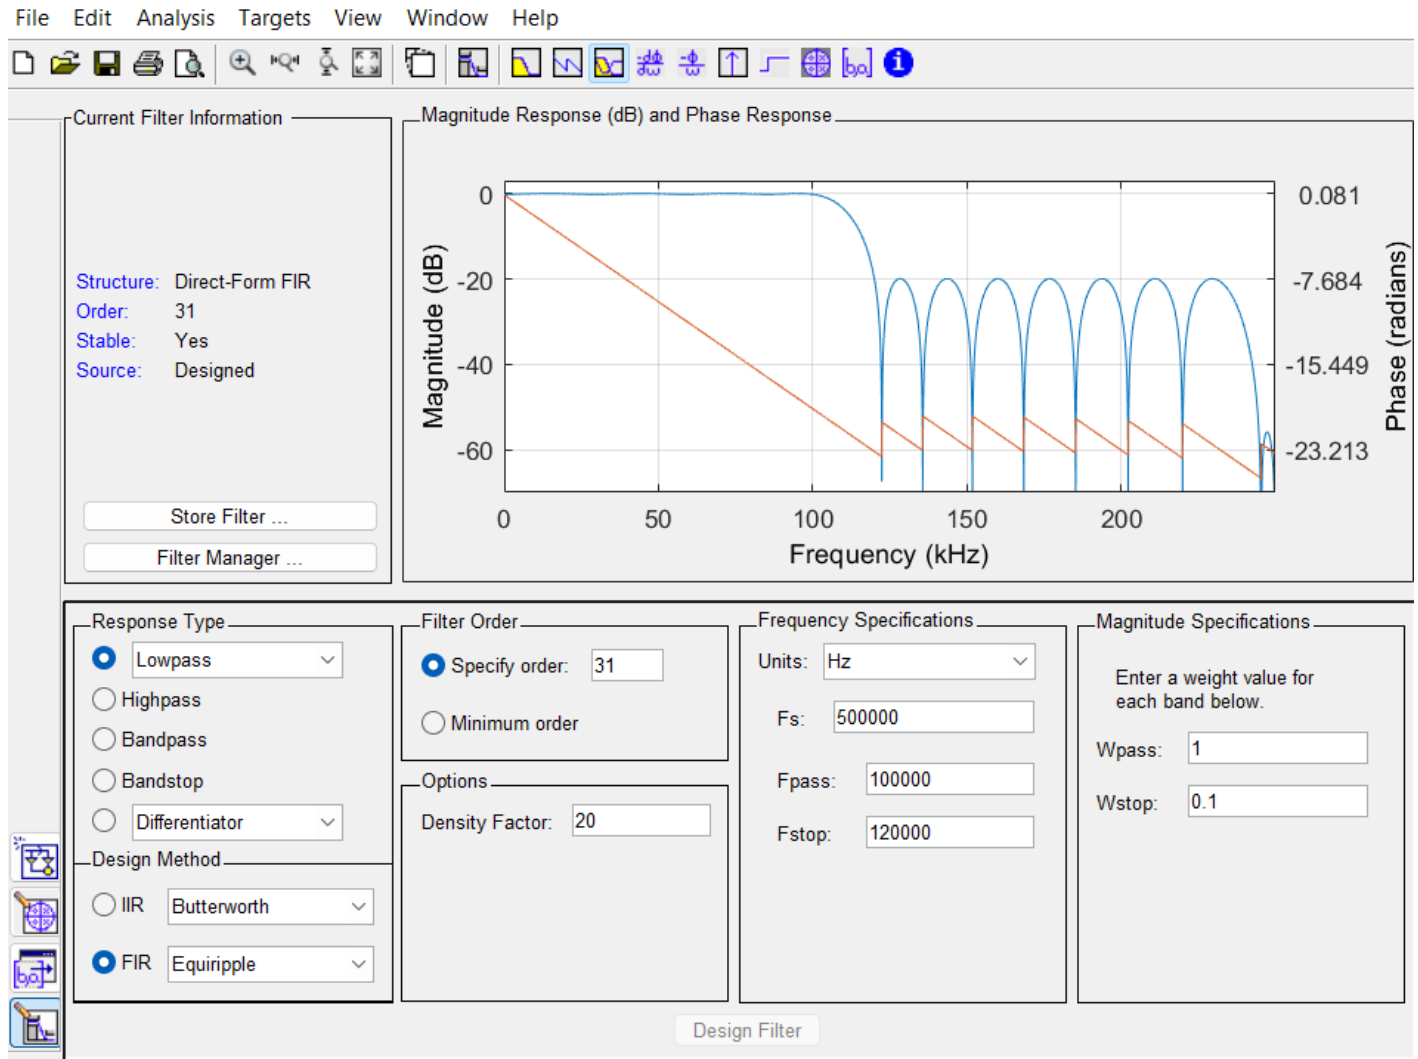 File Edit Analysis Targets View Window Help
Current Filter Information
Structure: Direct-Form FIR
Order: 31
Stable: Yes
Source: Designed
Store Filter ...
Filter Manager ...
Magnitude Response (dB) and Phase Response
Magnitude (dB)
0
-20
-40
-60
0 50 100 150 200
Frequency (kHz)
0.081
-7.684
-15.449
-23.213
Phase (radians)
Response Type
Lowpass
Highpass
Bandpass
Bandstop
Differentiator
Design Method
IIR Butterworth
FIR Equiripple
Filter Order
Specify order: 31
Minimum order
Options
Density Factor: 20
Frequency Specifications
Units: Hz
Fs: 500000
Fpass: 100000
Fstop: 120000
Magnitude Specifications
Enter a weight value for
each band below.
Wpass: 1
Wstop: 0.1
Design Filter